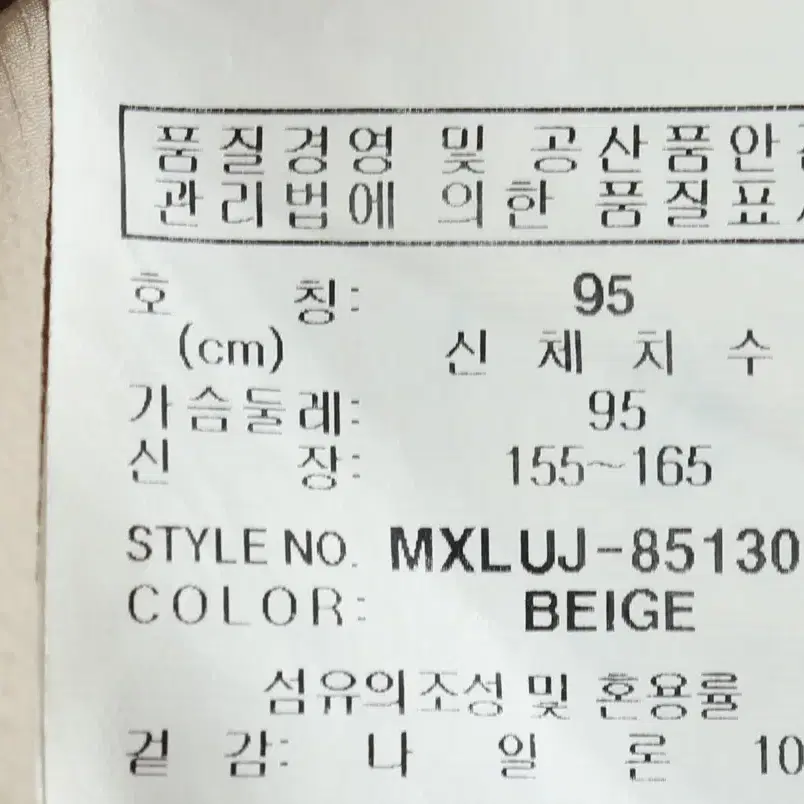 품질경영 및 공산품안
관리법에 의한 품질표
호 칭: 95
(cm) 신 체 치 수
가슴둘레: 95
신 장: 155~165
STYLE NO. MXLUJ-85130
COLOR: BEIGE
섬유의조성 및 혼용률
겉 감: 나 일 론 10